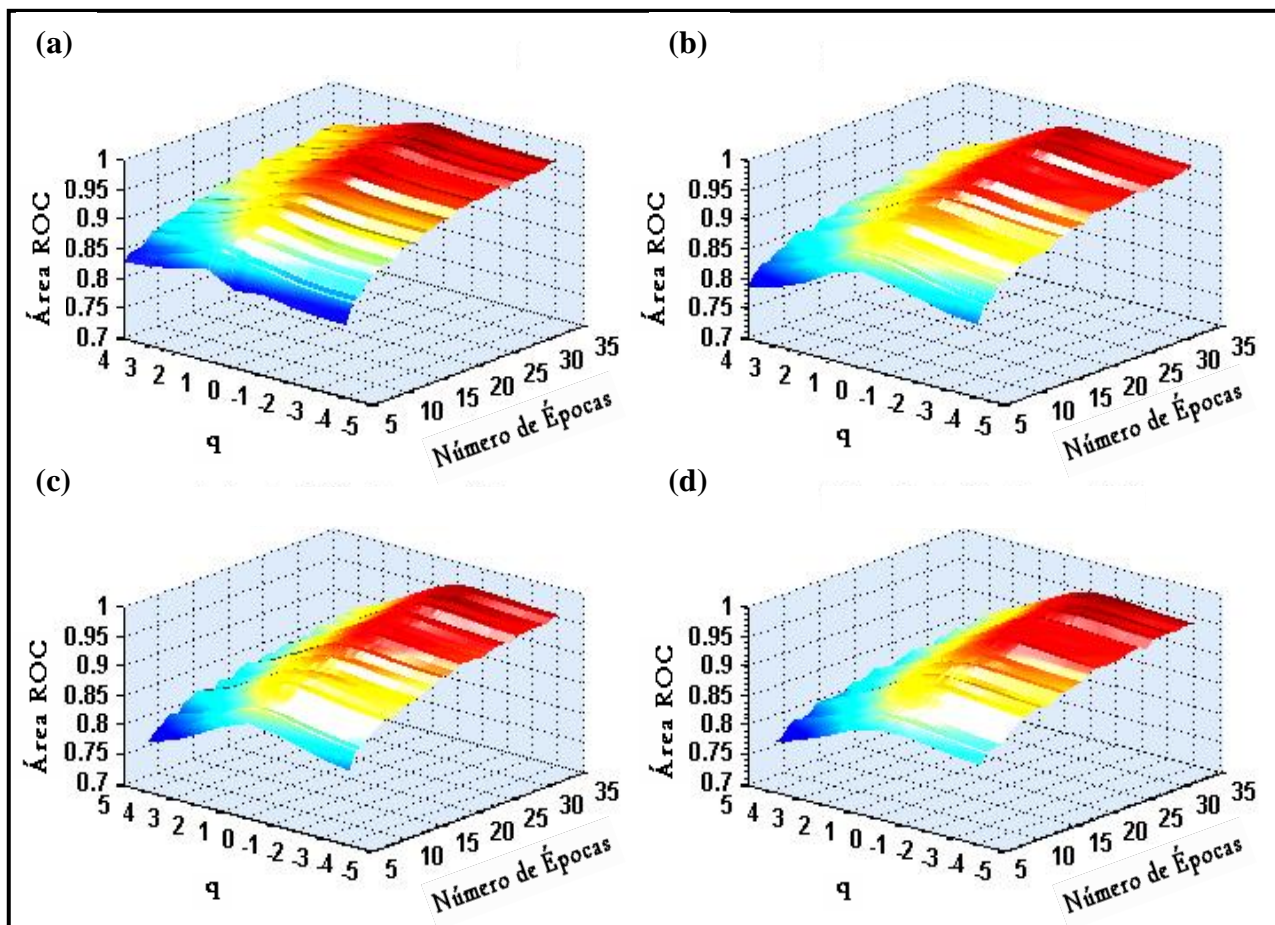 (a)
Área ROC
1
0.95
0.9
0.85
0.8
0.75
0.7
4 3 2 1 0 -1 -2 -3 -4 -5
q
5 10 15 20 25 30 35
Número de Épocas
(b)
Área ROC
1
0.95
0.9
0.85
0.8
0.75
0.7
4 3 2 1 0 -1 -2 -3 -4 -5
q
5 10 15 20 25 30 35
Número de Épocas
(c)
Área ROC
1
0.95
0.9
0.85
0.8
0.75
0.7
5 4 3 2 1 0 -1 -2 -3 -4 -5
q
5 10 15 20 25 30 35
Número de Épocas
(d)
Área ROC
1
0.95
0.9
0.85
0.8
0.75
0.7
5 4 3 2 1 0 -1 -2 -3 -4 -5
q
5 10 15 20 25 30 35
Número de Épocas